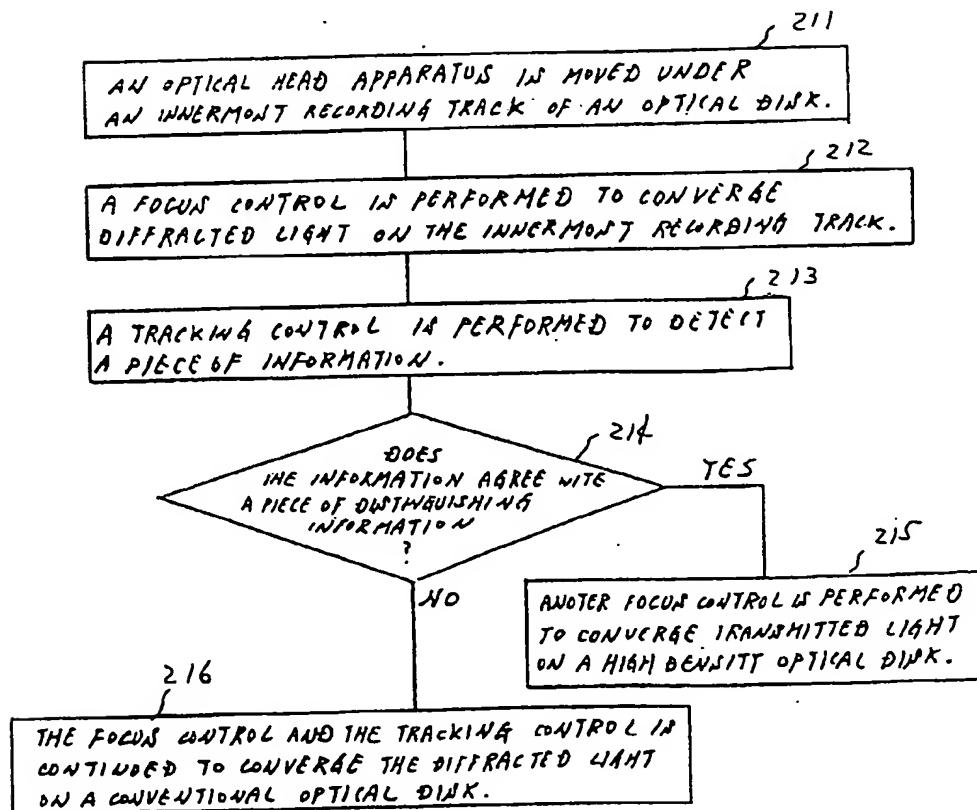 211
AN OPTICAL HEAD APPARATUS IS MOVED UNDER
AN INNERMOST RECORDING TRACK OF AN OPTICAL DISK.
212
A FOCUS CONTROL IS PERFORMED TO CONVERGE
DIFFRACTED LIGHT ON THE INNERMOST RECORDING TRACK.
213
A TRACKING CONTROL IS PERFORMED TO DETECT
A PIECE OF INFORMATION.
214
DOES
THE INFORMATION AGREE WITE
A PIECE OF DISTINGUISHING
INFORMATION
?
YES
NO
215
ANOTER FOCUS CONTROL IS PERFORMED
TO CONVERGE TRANSMITTED LIGHT
ON A HIGH DENSITT OPTICAL DISK.
216
THE FOCUS CONTROL AND THE TRACKING CONTROL IS
CONTINUED TO CONVERGE THE DIFFRACTED LIGHT
ON A CONVENTIONAL OPTICAL DISK.